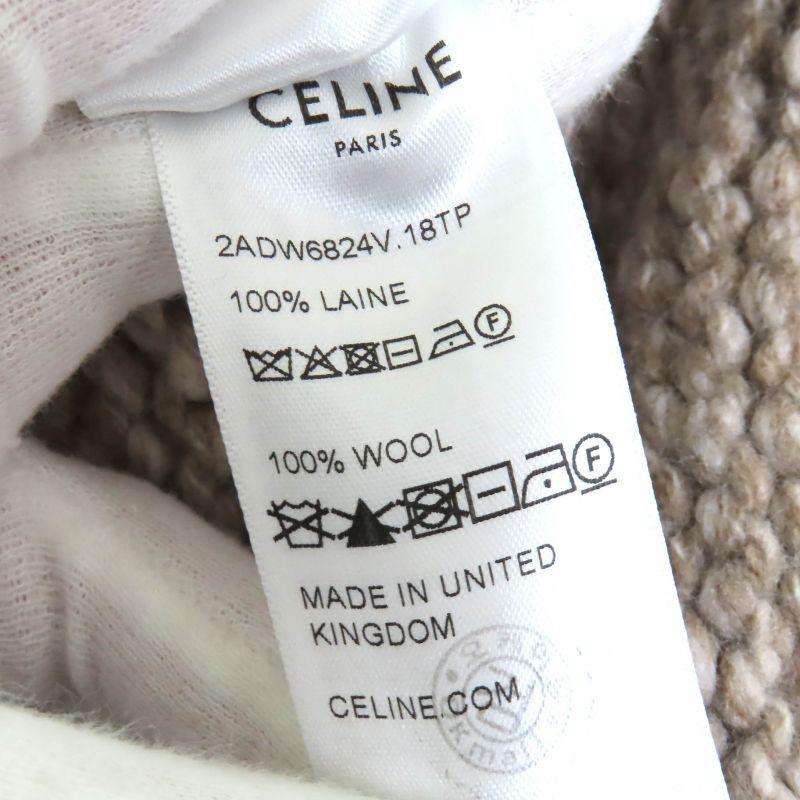 CELINE
PARIS
2ADW6824V.18TP
100% LAINE
F
100% WOOL
F
MADE IN UNITED
KINGDOM
CELINE.COM